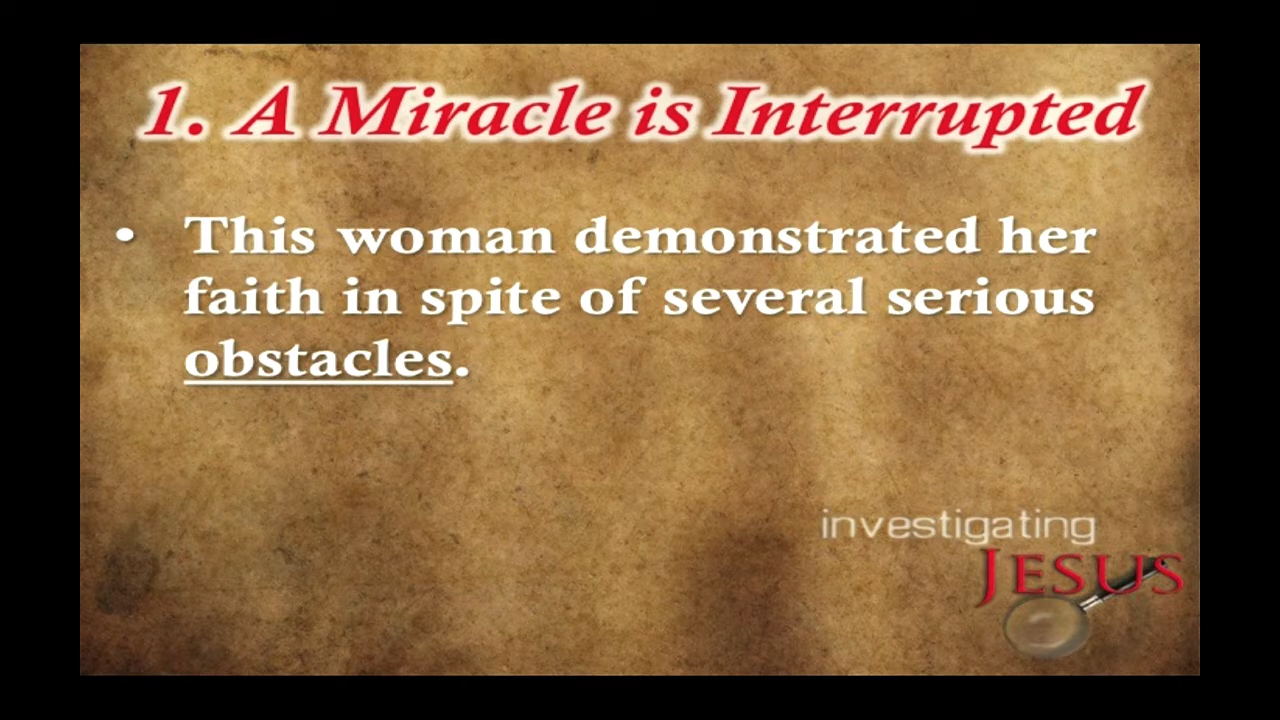 1. A Miracle is Interrupted
• This woman demonstrated her
faith in spite of several serious
obstacles.
investigating
JESUS